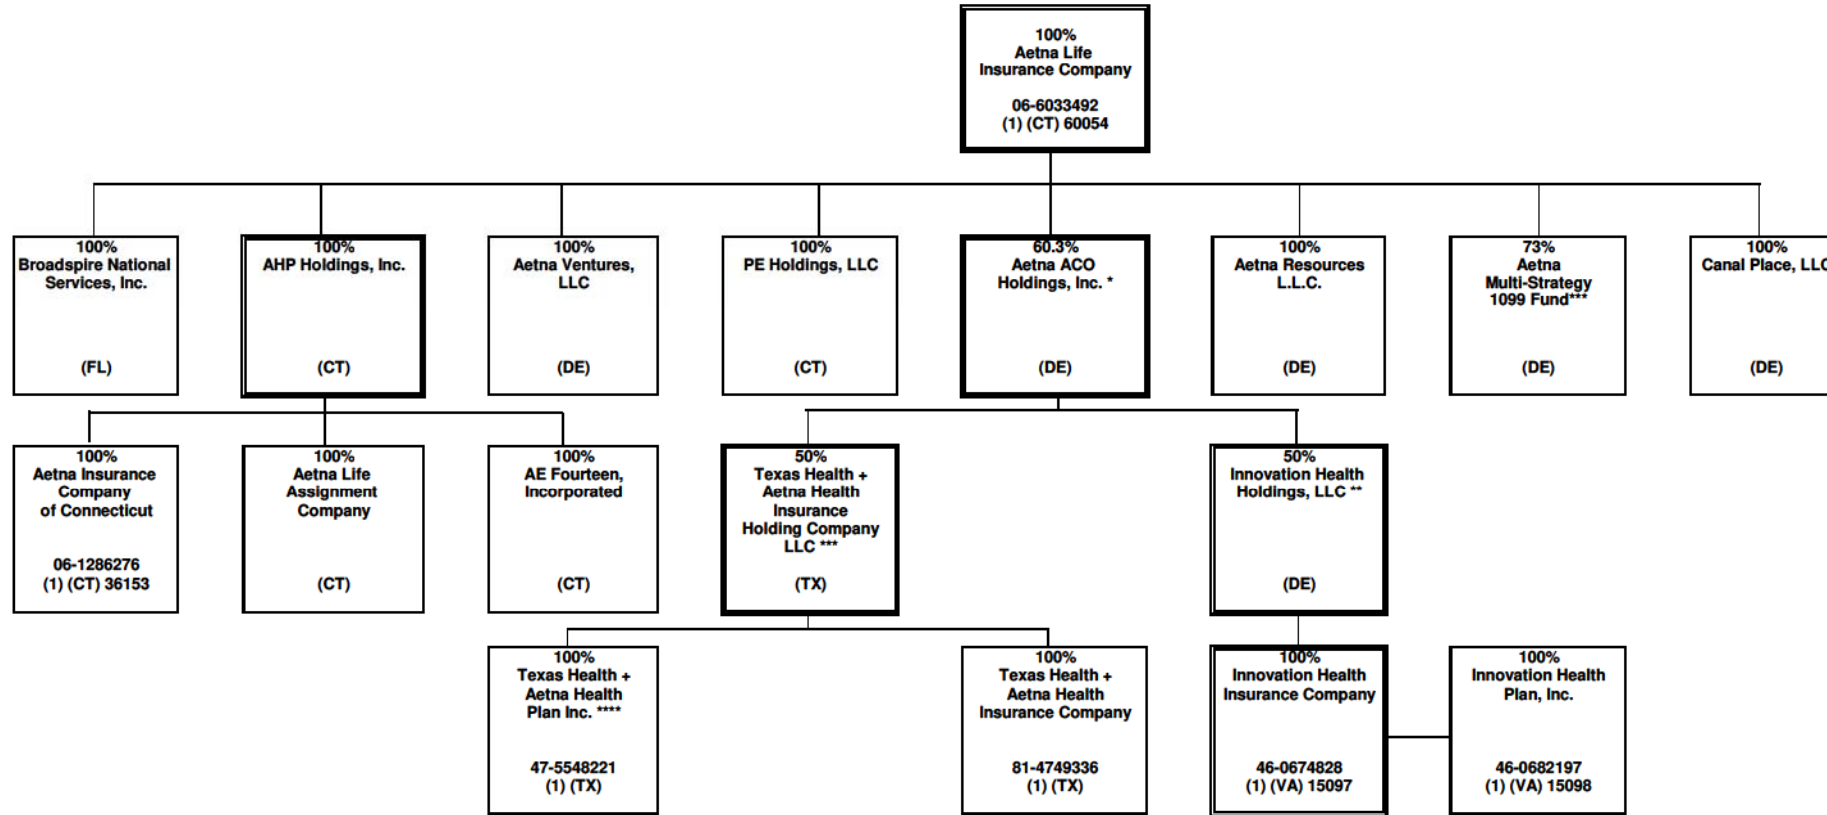 100%
Aetna Life
Insurance Company
06-6033492
(1) (CT) 60054
100%
Broadspire National
Services, Inc.
(FL)
100%
AHP Holdings, Inc.
(CT)
100%
Aetna Ventures,
LLC
(DE)
100%
PE Holdings, LLC
(CT)
60.3%
Aetna ACO
Holdings, Inc. *
(DE)
100%
Aetna Resources
L.L.C.
(DE)
73%
Aetna
Multi-Strategy
1099 Fund***
(DE)
100%
Canal Place, LLC
(DE)
100%
Aetna Insurance
Company
of Connecticut
06-1286276
(1) (CT) 36153
100%
Aetna Life
Assignment
Company
(CT)
100%
AE Fourteen,
Incorporated
(CT)
50%
Texas Health +
Aetna Health
Insurance
Holding Company
LLC ***
(TX)
50%
Innovation Health
Holdings, LLC **
(DE)
100%
Texas Health +
Aetna Health
Plan Inc. ****
47-5548221
(1) (TX)
100%
Texas Health +
Aetna Health
Insurance Company
81-4749336
(1) (TX)
100%
Innovation Health
Insurance Company
46-0674828
(1) (VA) 15097
100%
Innovation Health
Plan, Inc.
46-0682197
(1) (VA) 15098